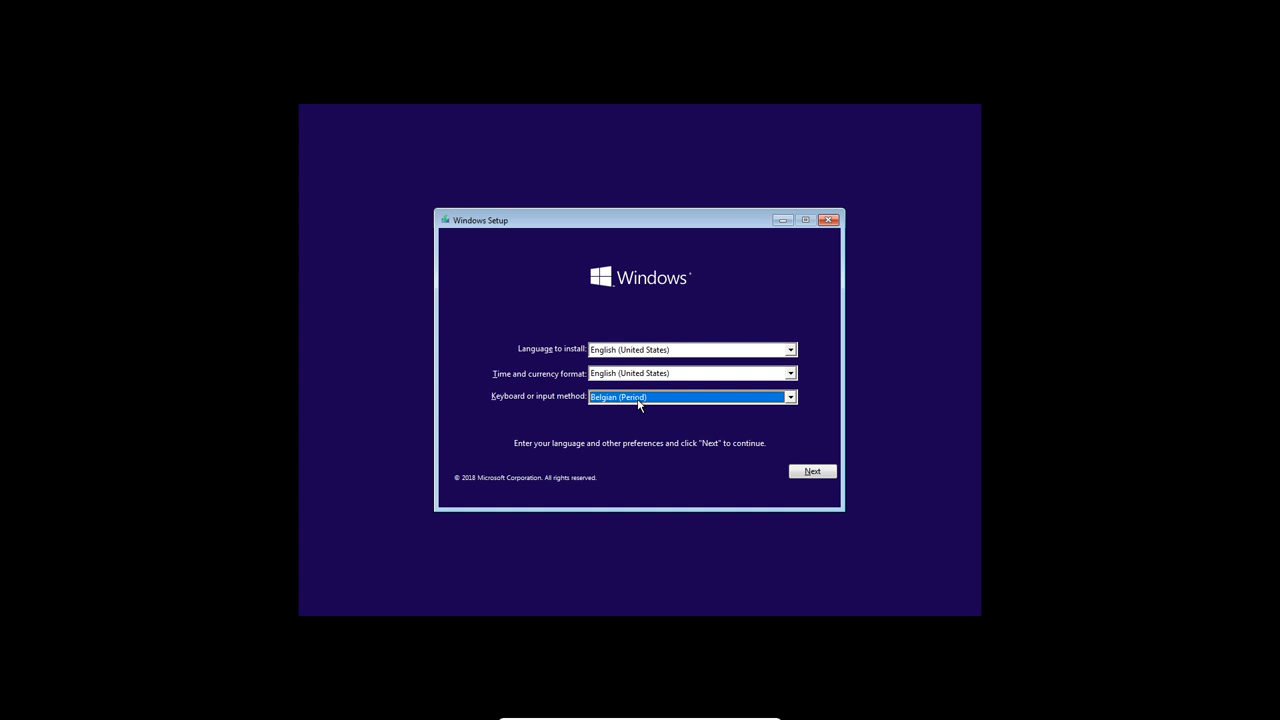 Windows Setup
Windows
Language to install: English (United States)
Time and currency format: English (United States)
Keyboard or input method: Belgian (Period)
Enter your language and other preferences and click "Next" to continue.
Next
© 2018 Microsoft Corporation. All rights reserved.